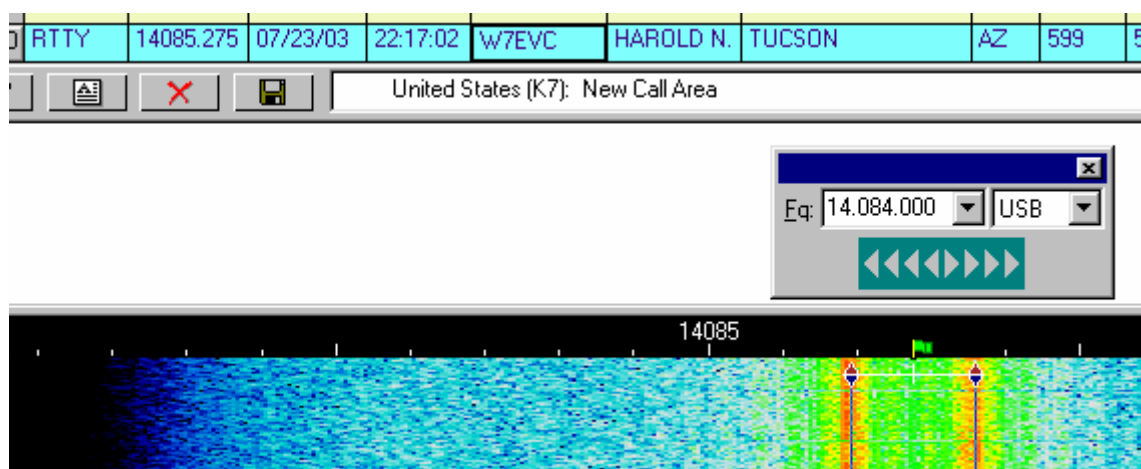 RTTY 14085.275 07/23/03 22:17:02 W7EVC HAROLD N. TUCSON AZ 599
United States (K7): New Call Area
Fq: 14.084.000 USB
14085